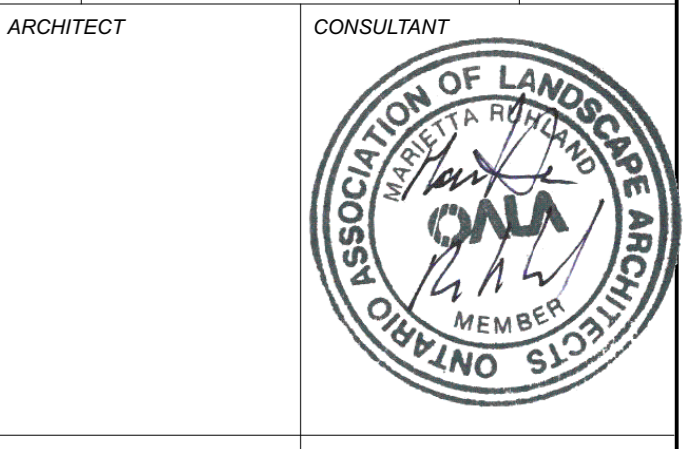 ARCHITECT
CONSULTANT
ONTARIO ASSOCIATION OF LANDSCAPE ARCHITECTS
MARIETTA RUHLAND
OALA
MEMBER